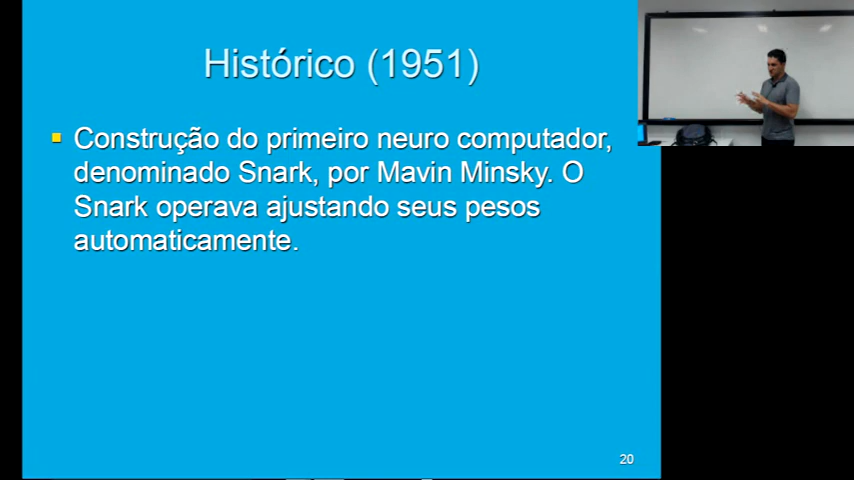 Histórico (1951)
Construção do primeiro neuro computador,
denominado Snark, por Mavin Minsky. O
Snark operava ajustando seus pesos
automaticamente.
20